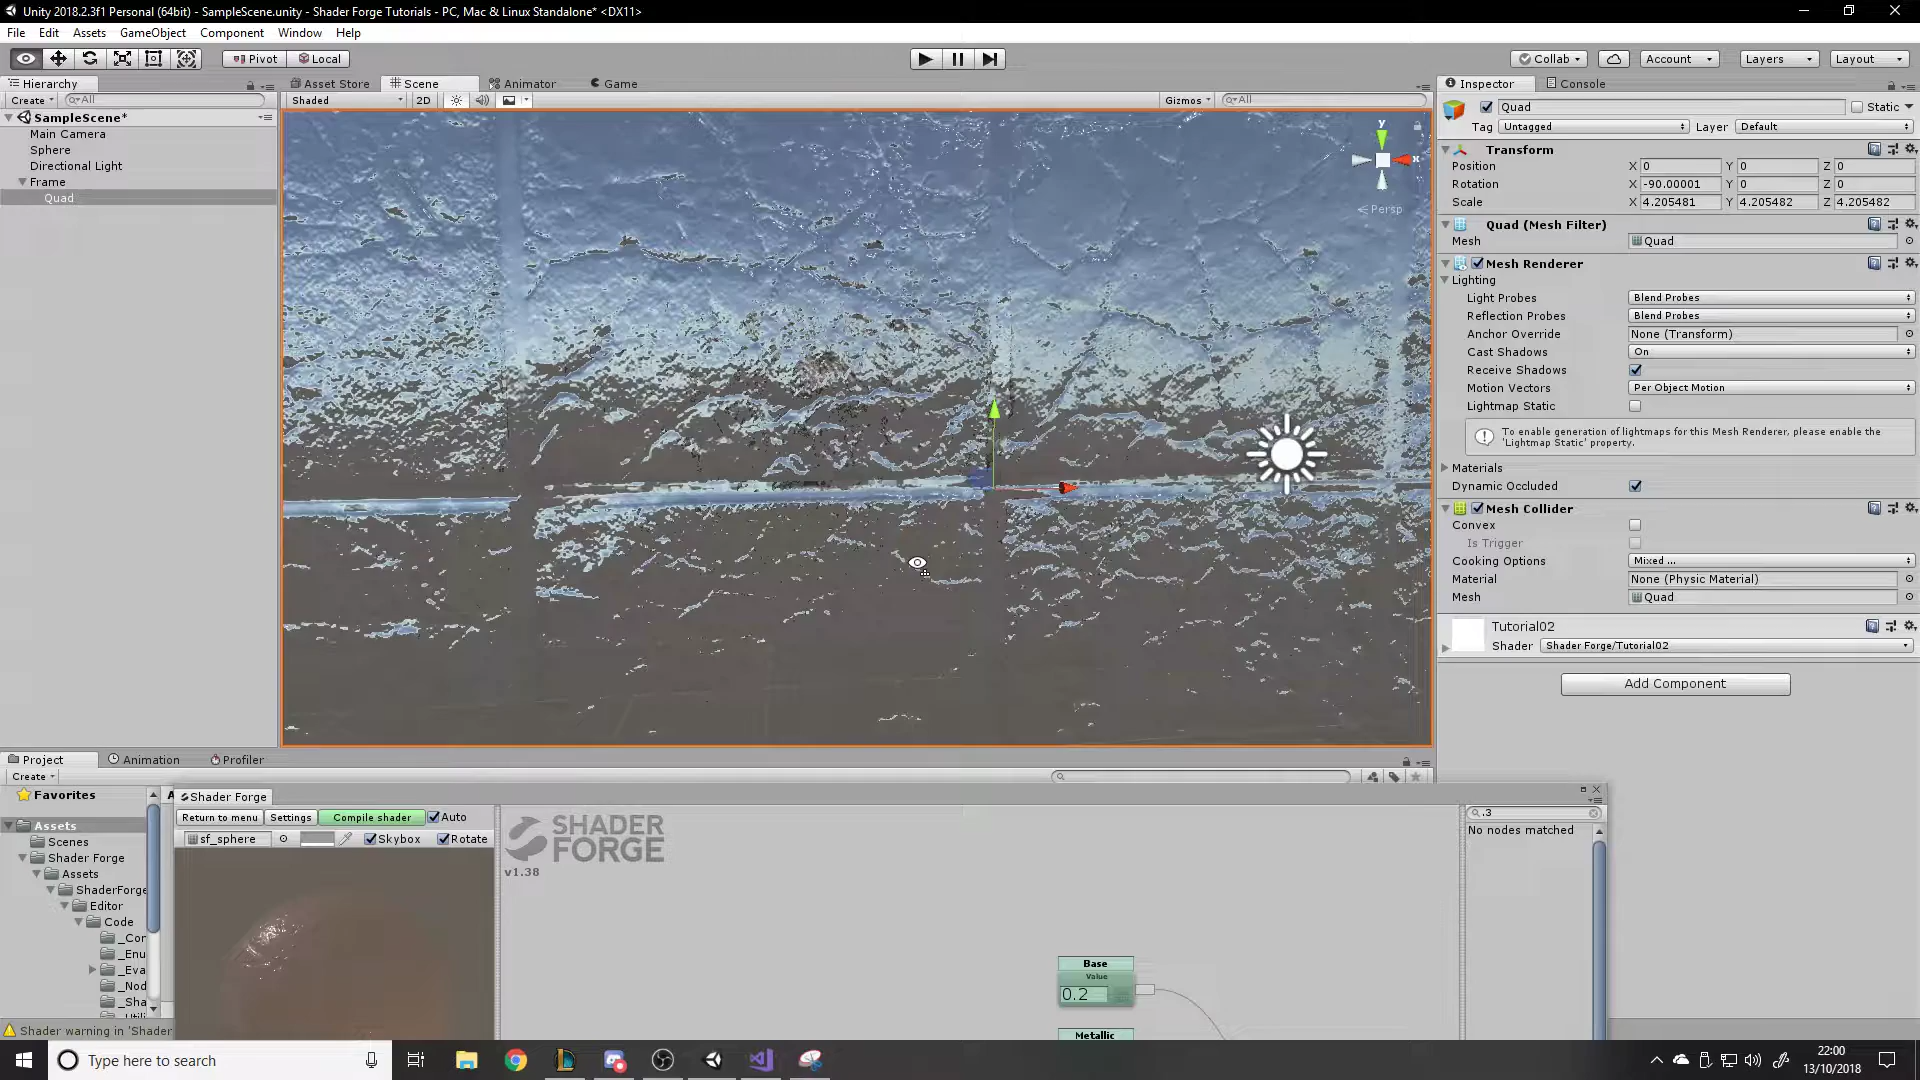 Unity 2018.2.3f1 Personal (64bit) - SampleScene.unity - Shader Forge Tutorials - PC, Mac & Linux Standalone* <DX11>
File Edit Assets GameObject Component Window Help
Pivot Local Collab Account Layers Layout
Hierarchy Asset Store Scene Animator Game Inspector Console
Create All Shaded 2D Gizmos All
SampleScene*
Main Camera
Sphere
Directional Light
Frame
Quad
y
x
Persp
Quad Static
Tag Untagged Layer Default
Transform
Position X 0 Y 0 Z 0
Rotation X -90.00001 Y 0 Z 0
Scale X 4.205481 Y 4.205482 Z 4.205482
Quad (Mesh Filter)
Mesh Quad
Mesh Renderer
Lighting
Light Probes Blend Probes
Reflection Probes Blend Probes
Anchor Override None (Transform)
Cast Shadows On
Receive Shadows
Motion Vectors Per Object Motion
Lightmap Static
To enable generation of lightmaps for this Mesh Renderer, please enable the
'Lightmap Static' property.
Materials
Dynamic Occluded
Mesh Collider
Convex
Is Trigger
Cooking Options Mixed ...
Material None (Physic Material)
Mesh Quad
Tutorial02
Shader Shader Forge/Tutorial02
Add Component
Project Animation Profiler
Create
Favorites
Assets
Scenes
Shader Forge
Assets
ShaderForge
Editor
Code
_Con
_Enu
_Eva
_Nod
_Sha
Shader warning in 'Shader
Shader Forge
Return to menu Settings Compile shader Auto
sf_sphere Skybox Rotate
SHADER
FORGE
v1.38
Base
Value
0.2
Metallic
.3
No nodes matched
Type here to search
22:00
13/10/2018